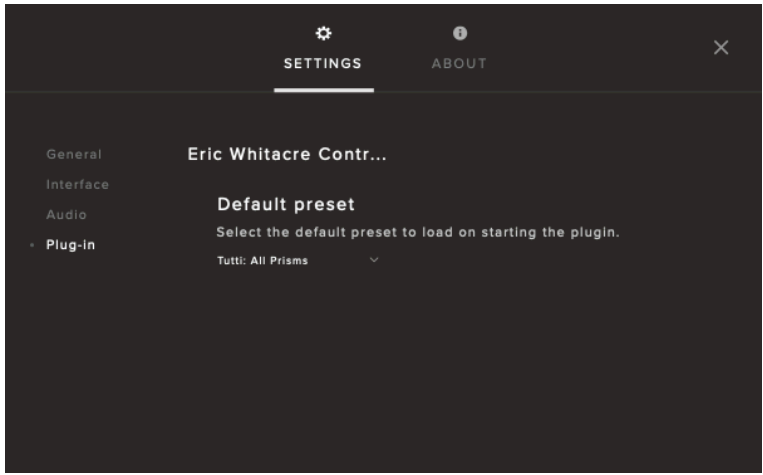 SETTINGS
ABOUT
General
Interface
Audio
Plug-in
Eric Whitacre Contr...
Default preset
Select the default preset to load on starting the plugin.
Tutti: All Prisms